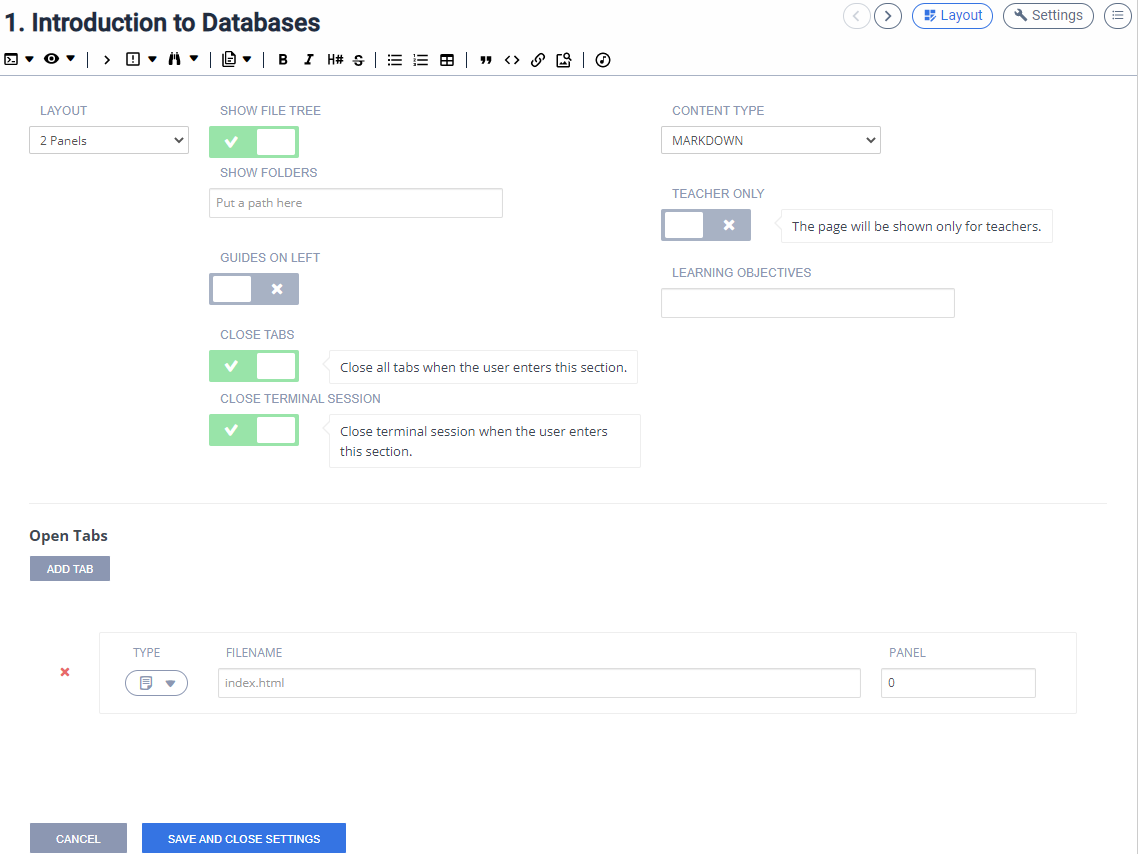 1. Introduction to Databases
Layout
Settings
B I H# S
LAYOUT
2 Panels
SHOW FILE TREE
SHOW FOLDERS
Put a path here
GUIDES ON LEFT
CLOSE TABS
Close all tabs when the user enters this section.
CLOSE TERMINAL SESSION
Close terminal session when the user enters
this section.
CONTENT TYPE
MARKDOWN
TEACHER ONLY
The page will be shown only for teachers.
LEARNING OBJECTIVES
Open Tabs
ADD TAB
TYPE
FILENAME
index.html
PANEL
0
CANCEL
SAVE AND CLOSE SETTINGS